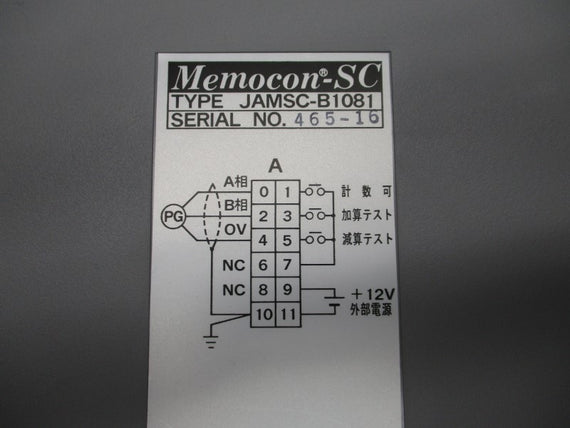 Memocon®-SC
TYPE JAMSC-B1081
SERIAL NO. 465-16
A
A相 0 1 計数可
B相 2 3 加算テスト
PG
0V 4 5 減算テスト
NC 6 7
NC 8 9 +12V
10 11 外部電源